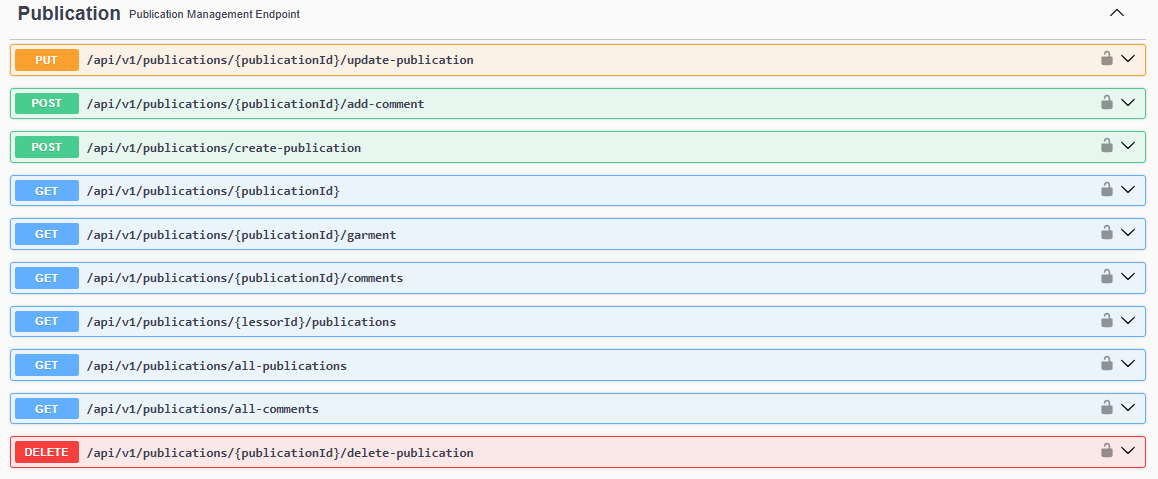 Publication Publication Management Endpoint
PUT /api/v1/publications/{publicationId}/update-publication
POST /api/v1/publications/{publicationId}/add-comment
POST /api/v1/publications/create-publication
GET /api/v1/publications/{publicationId}
GET /api/v1/publications/{publicationId}/garment
GET /api/v1/publications/{publicationId}/comments
GET /api/v1/publications/{lessorId}/publications
GET /api/v1/publications/all-publications
GET /api/v1/publications/all-comments
DELETE /api/v1/publications/{publicationId}/delete-publication